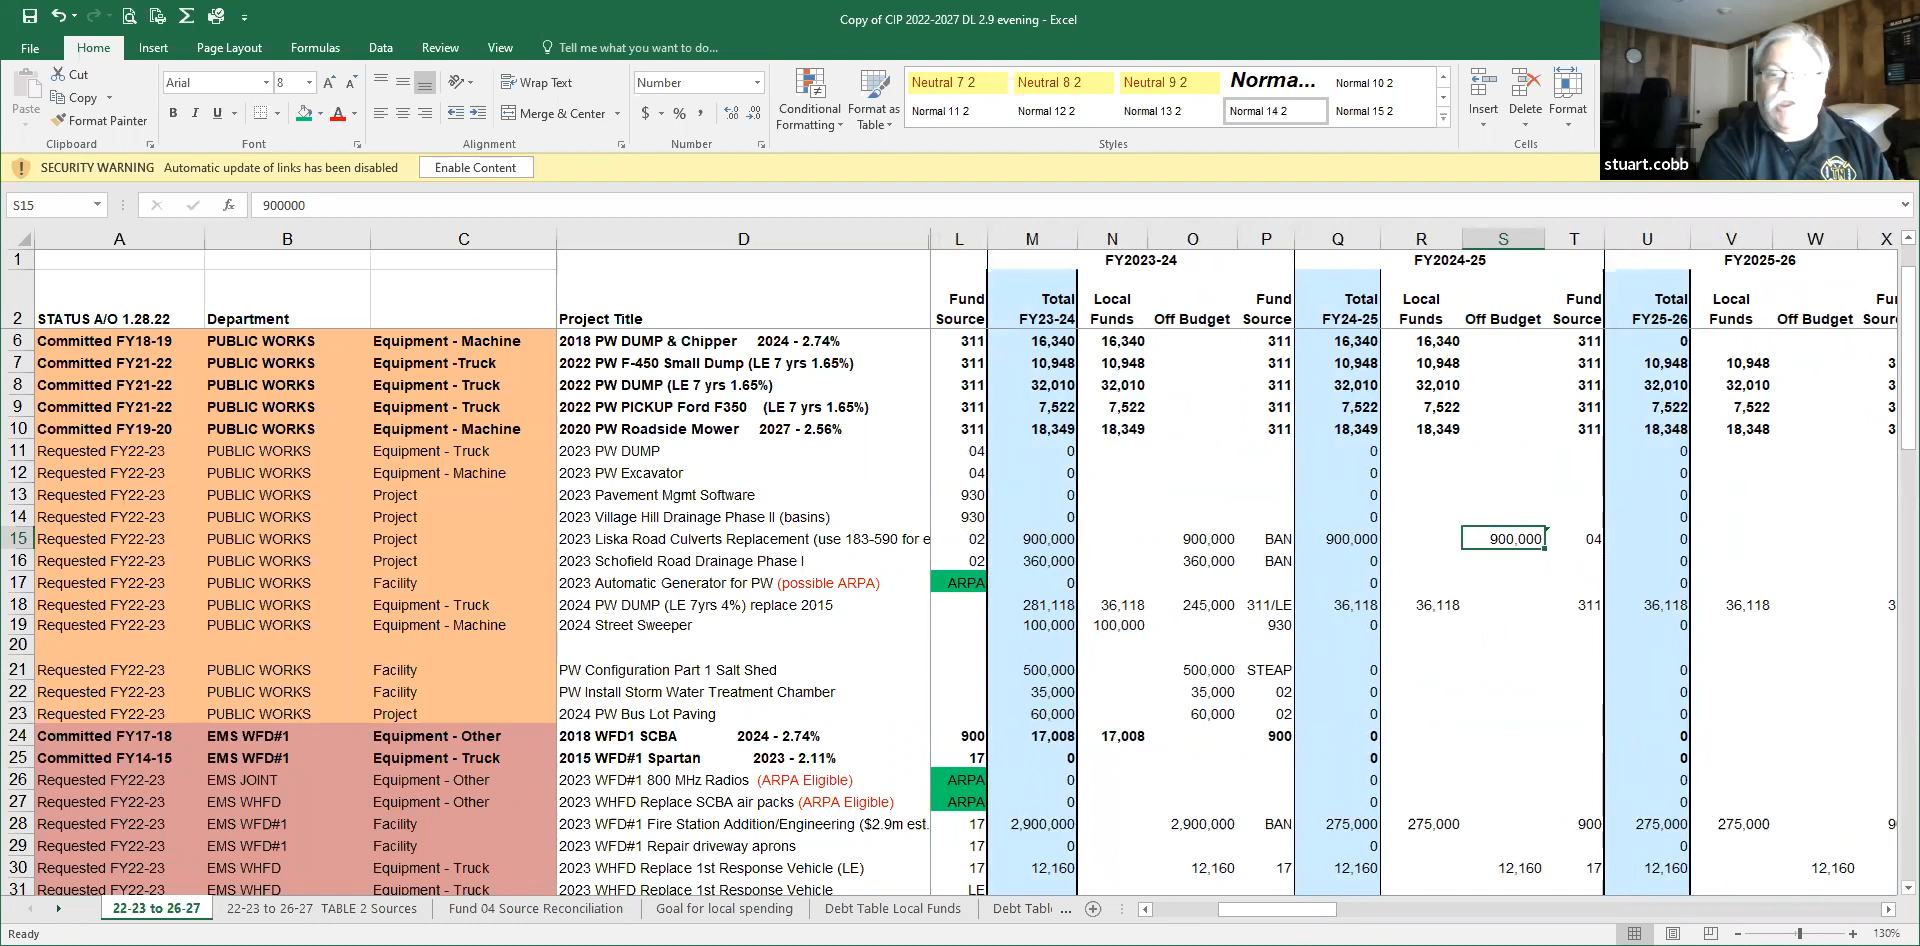 Copy of CIP 2022-2027 DL 2.9 evening - Excel
File Home Insert Page Layout Formulas Data Review View Tell me what you want to do...
Paste Cut Copy Format Painter Clipboard
Arial 8 B I U Font
Wrap Text Merge & Center Alignment
Number $ % , Number
Conditional Formatting Format as Table
Neutral 7 2 Neutral 8 2 Neutral 9 2 Norma... Normal 10 2
Normal 11 2 Normal 12 2 Normal 13 2 Normal 14 2 Normal 15 2
Styles
Insert Delete Format Cells
stuart.cobb
SECURITY WARNING Automatic update of links has been disabled Enable Content
S15 fx 900000
A B C D L M N O P Q R S T U V W X
1 FY2023-24 FY2024-25 FY2025-26
Fund Total Local Fund Total Local Fund Total Local
2 STATUS A/O 1.28.22 Department Project Title Source FY23-24 Funds Off Budget Source FY24-25 Funds Off Budget Source FY25-26 Funds Off Budget
6 Committed FY18-19 PUBLIC WORKS Equipment - Machine 2018 PW DUMP & Chipper 2024 - 2.74% 311 16,340 16,340 311 16,340 16,340 311 0
7 Committed FY21-22 PUBLIC WORKS Equipment -Truck 2022 PW F-450 Small Dump (LE 7 yrs 1.65%) 311 10,948 10,948 311 10,948 10,948 311 10,948 10,948 3
8 Committed FY21-22 PUBLIC WORKS Equipment - Truck 2022 PW DUMP (LE 7 yrs 1.65%) 311 32,010 32,010 311 32,010 32,010 311 32,010 32,010 3
9 Committed FY21-22 PUBLIC WORKS Equipment - Truck 2022 PW PICKUP Ford F350 (LE 7 yrs 1.65%) 311 7,522 7,522 311 7,522 7,522 311 7,522 7,522 3
10 Committed FY19-20 PUBLIC WORKS Equipment - Machine 2020 PW Roadside Mower 2027 - 2.56% 311 18,349 18,349 311 18,349 18,349 311 18,348 18,348 3
11 Requested FY22-23 PUBLIC WORKS Equipment - Truck 2023 PW DUMP 04 0 0 0
12 Requested FY22-23 PUBLIC WORKS Equipment - Machine 2023 PW Excavator 04 0 0 0
13 Requested FY22-23 PUBLIC WORKS Project 2023 Pavement Mgmt Software 930 0 0 0
14 Requested FY22-23 PUBLIC WORKS Project 2023 Village Hill Drainage Phase II (basins) 930 0 0 0
15 Requested FY22-23 PUBLIC WORKS Project 2023 Liska Road Culverts Replacement (use 183-590 for e 02 900,000 900,000 BAN 900,000 900,000 04 0
16 Requested FY22-23 PUBLIC WORKS Project 2023 Schofield Road Drainage Phase I 02 360,000 360,000 BAN 0 0
17 Requested FY22-23 PUBLIC WORKS Facility 2023 Automatic Generator for PW (possible ARPA) ARPA 0 0 0
18 Requested FY22-23 PUBLIC WORKS Equipment - Truck 2024 PW DUMP (LE 7yrs 4%) replace 2015 281,118 36,118 245,000 311/LE 36,118 36,118 311 36,118 36,118 3
19 Requested FY22-23 PUBLIC WORKS Equipment - Machine 2024 Street Sweeper 100,000 100,000 930 0 0
20
21 Requested FY22-23 PUBLIC WORKS Facility PW Configuration Part 1 Salt Shed 500,000 500,000 STEAP 0 0
22 Requested FY22-23 PUBLIC WORKS Facility PW Install Storm Water Treatment Chamber 35,000 35,000 02 0 0
23 Requested FY22-23 PUBLIC WORKS Project 2024 PW Bus Lot Paving 60,000 60,000 02 0 0
24 Committed FY17-18 EMS WFD#1 Equipment - Other 2018 WFD1 SCBA 2024 - 2.74% 900 17,008 17,008 900 0 0
25 Committed FY14-15 EMS WFD#1 Equipment - Truck 2015 WFD#1 Spartan 2023 - 2.11% 17 0 0 0
26 Requested FY22-23 EMS JOINT Equipment - Other 2023 WFD#1 800 MHz Radios (ARPA Eligible) ARPA 0 0 0
27 Requested FY22-23 EMS WHFD Equipment - Other 2023 WHFD Replace SCBA air packs (ARPA Eligible) ARPA 0 0 0
28 Requested FY22-23 EMS WFD#1 Facility 2023 WFD#1 Fire Station Addition/Engineering ($2.9m est. 17 2,900,000 2,900,000 BAN 275,000 275,000 900 275,000 275,000 9
29 Requested FY22-23 EMS WFD#1 Facility 2023 WFD#1 Repair driveway aprons 17 0 0 0
30 Requested FY22-23 EMS WHFD Equipment - Truck 2023 WHFD Replace 1st Response Vehicle (LE) 17 12,160 12,160 17 12,160 12,160 17 12,160 12,160
31 Requested FY22-23 EMS WHFD Equipment - Truck 2023 WHFD Replace 1st Response Vehicle LE
22-23 to 26-27 22-23 to 26-27 TABLE 2 Sources Fund 04 Source Reconciliation Goal for local spending Debt Table Local Funds Debt Tabl ...
Ready 130%